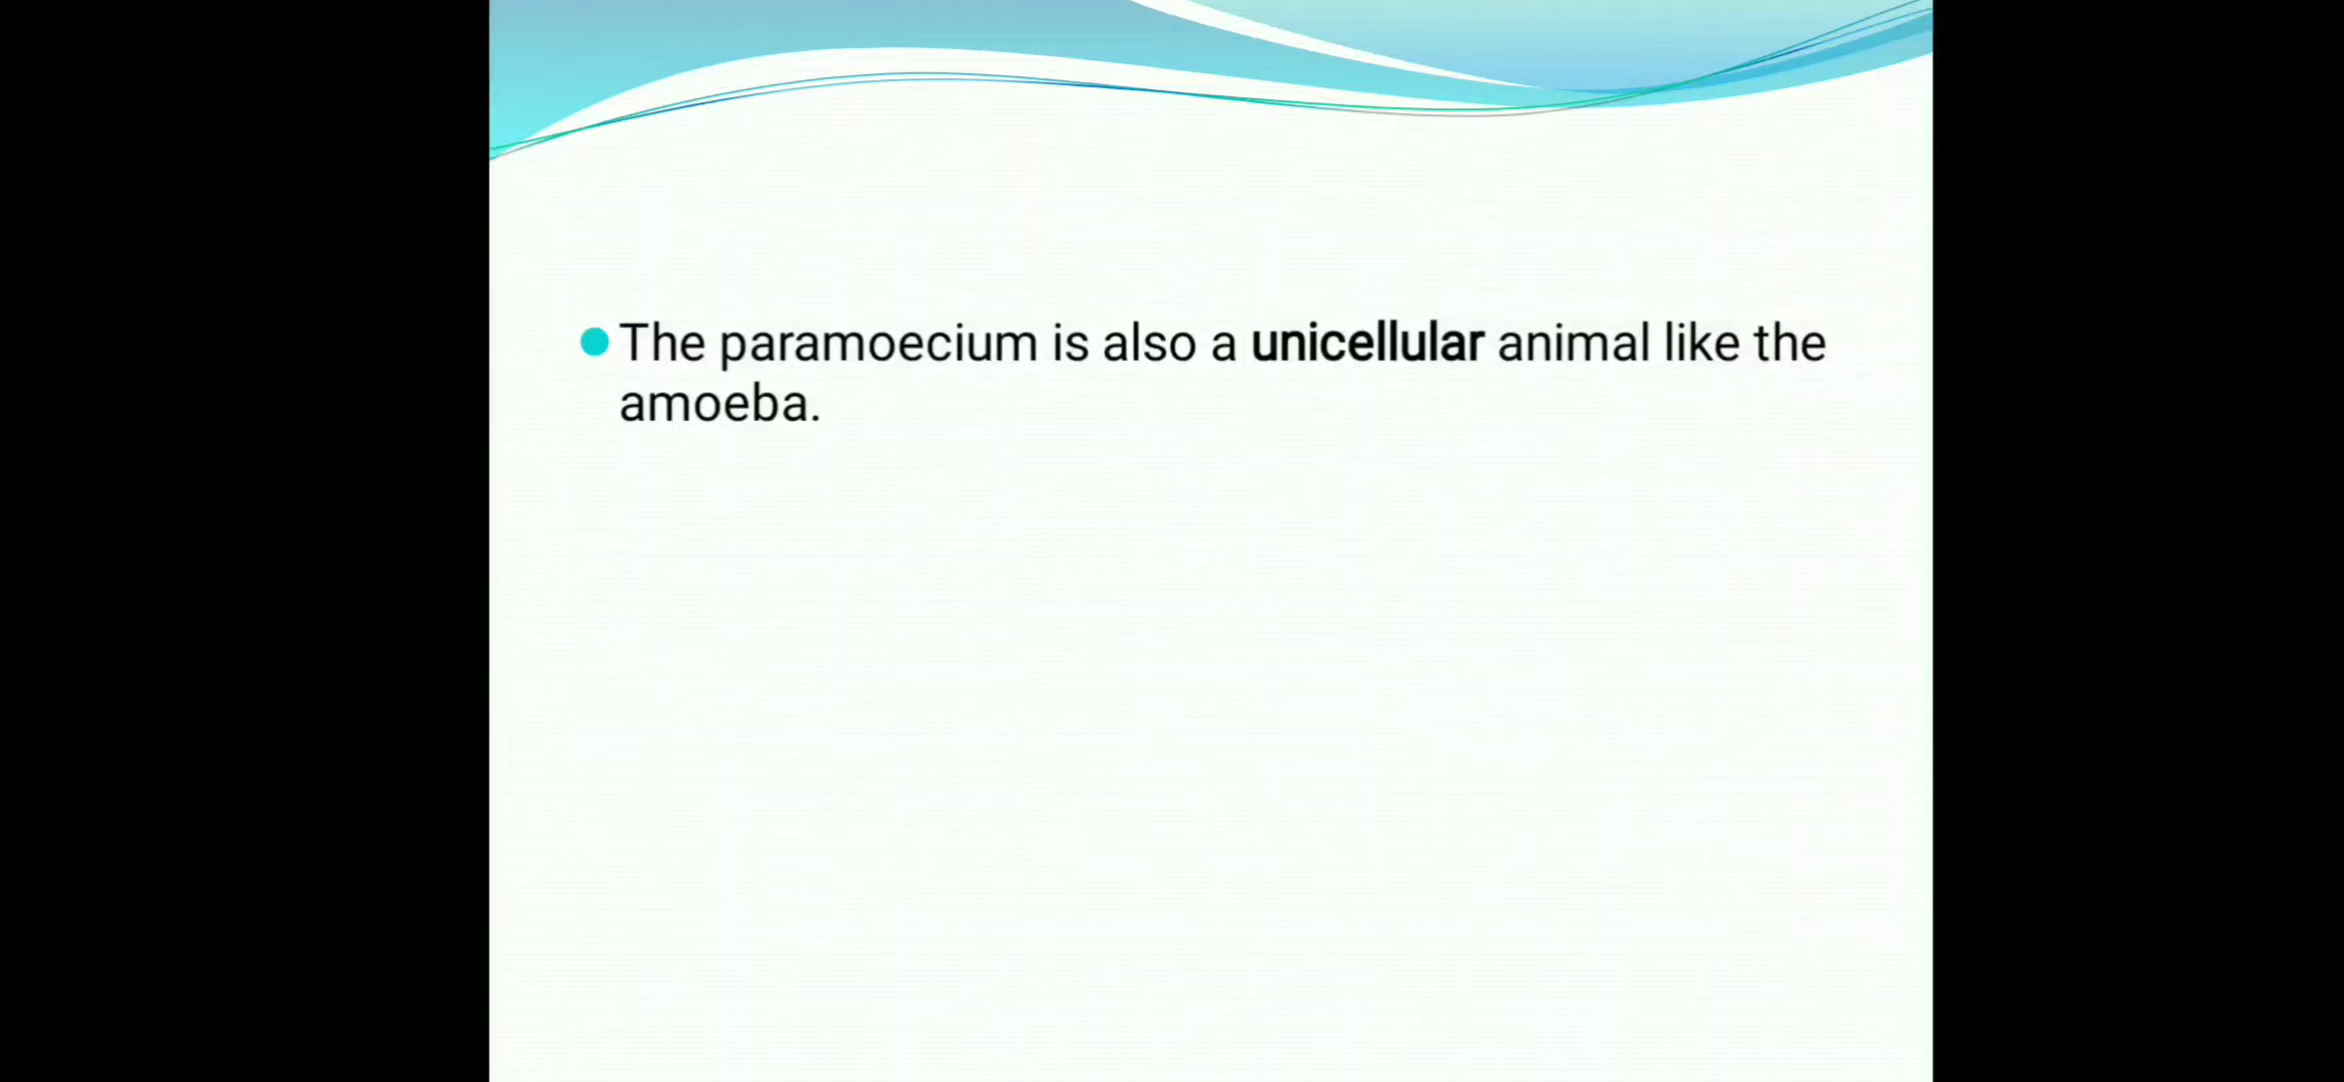 The paramoecium is also a unicellular animal like the
amoeba.